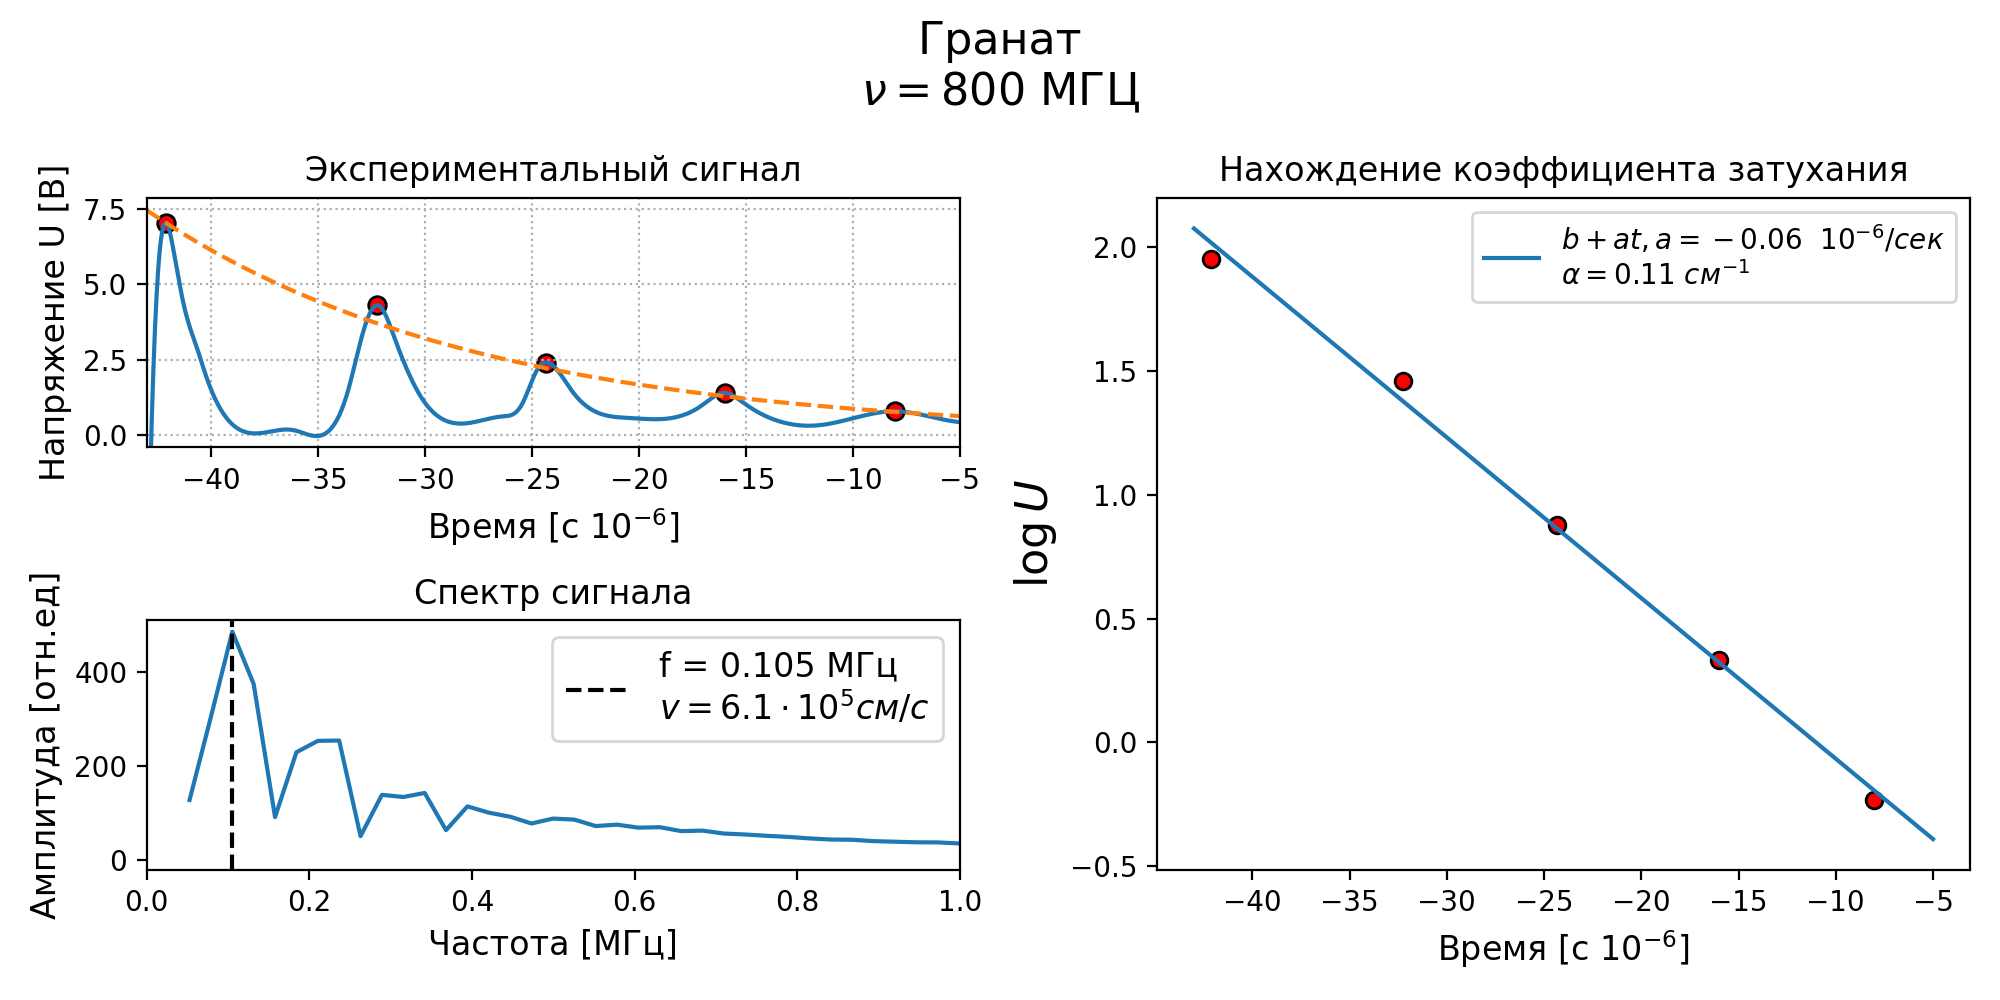 Гранат
ν = 800 МГЦ
Экспериментальный сигнал
Напряжение U [В]
7.5
5.0
2.5
0.0
−40 −35 −30 −25 −20 −15 −10 −5
Время [с 10⁻⁶]
Спектр сигнала
Амплитуда [отн.ед]
400
200
0
f = 0.105 МГц
v = 6.1 · 10⁵см/с
0.0 0.2 0.4 0.6 0.8 1.0
Частота [МГц]
Нахождение коэффициента затухания
log U
2.0
1.5
1.0
0.5
0.0
−0.5
b + at, a = −0.06 10⁻⁶/сек
α = 0.11 см⁻¹
−40 −35 −30 −25 −20 −15 −10 −5
Время [с 10⁻⁶]